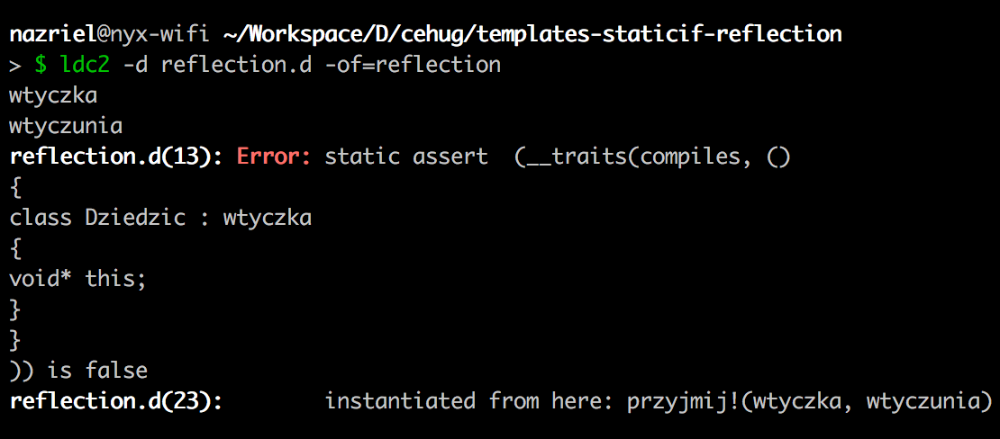 nazriel@nyx-wifi ~/Workspace/D/cehug/templates-staticif-reflection
> $ ldc2 -d reflection.d -of=reflection
wtyczka
wtyczunia
reflection.d(13): Error: static assert  (__traits(compiles, ()
{
class Dziedzic : wtyczka
{
void* this;
}
}
)) is false
reflection.d(23):        instantiated from here: przyjmij!(wtyczka, wtyczunia)